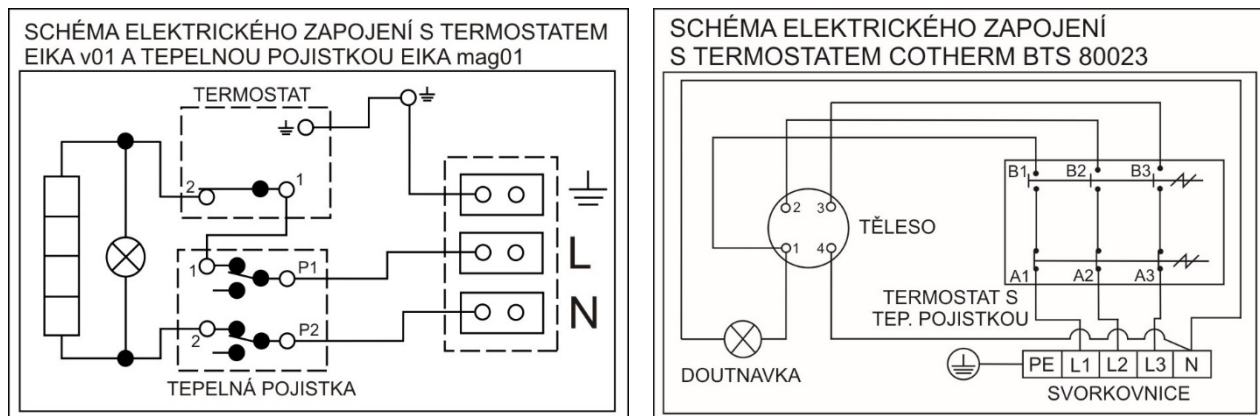 SCHÉMA ELEKTRICKÉHO ZAPOJENÍ S TERMOSTATEM
EIKA v01 A TEPELNOU POJISTKOU EIKA mag01
TERMOSTAT
2
1
1
P1
L
N
2
P2
TEPELNÁ POJISTKA
SCHÉMA ELEKTRICKÉHO ZAPOJENÍ
S TERMOSTATEM COTHERM BTS 80023
B1 B2 B3
2 3
TĚLESO
1 4
A1 A2 A3
TERMOSTAT S
TEP. POJISTKOU
DOUTNAVKA
PE L1 L2 L3 N
SVORKOVNICE